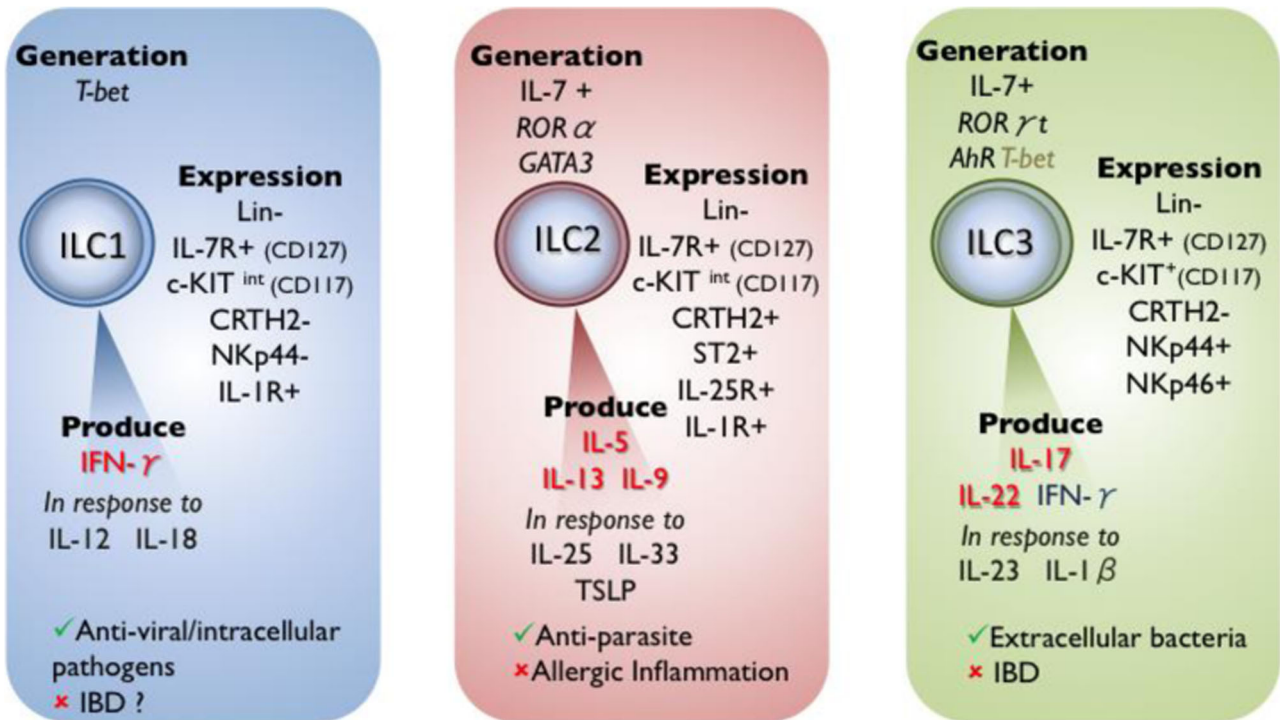 Generation
T-bet
ILC1
Expression
Lin-
IL-7R+ (CD127)
c-KIT int (CD117)
CRTH2-
NKp44-
IL-1R+
Produce
IFN-γ
In response to
IL-12 IL-18
✓Anti-viral/intracellular
pathogens
✘ IBD ?
Generation
IL-7 +
ROR α
GATA3
ILC2
Expression
Lin-
IL-7R+ (CD127)
c-KIT int (CD117)
CRTH2+
ST2+
IL-25R+
IL-1R+
Produce
IL-5
IL-13 IL-9
In response to
IL-25 IL-33
TSLP
✓Anti-parasite
✘Allergic Inflammation
Generation
IL-7+
ROR γ t
AhR T-bet
ILC3
Expression
Lin-
IL-7R+ (CD127)
c-KIT+(CD117)
CRTH2-
NKp44+
NKp46+
Produce
IL-17
IL-22 IFN- γ
In response to
IL-23 IL-1 β
✓Extracellular bacteria
✘ IBD